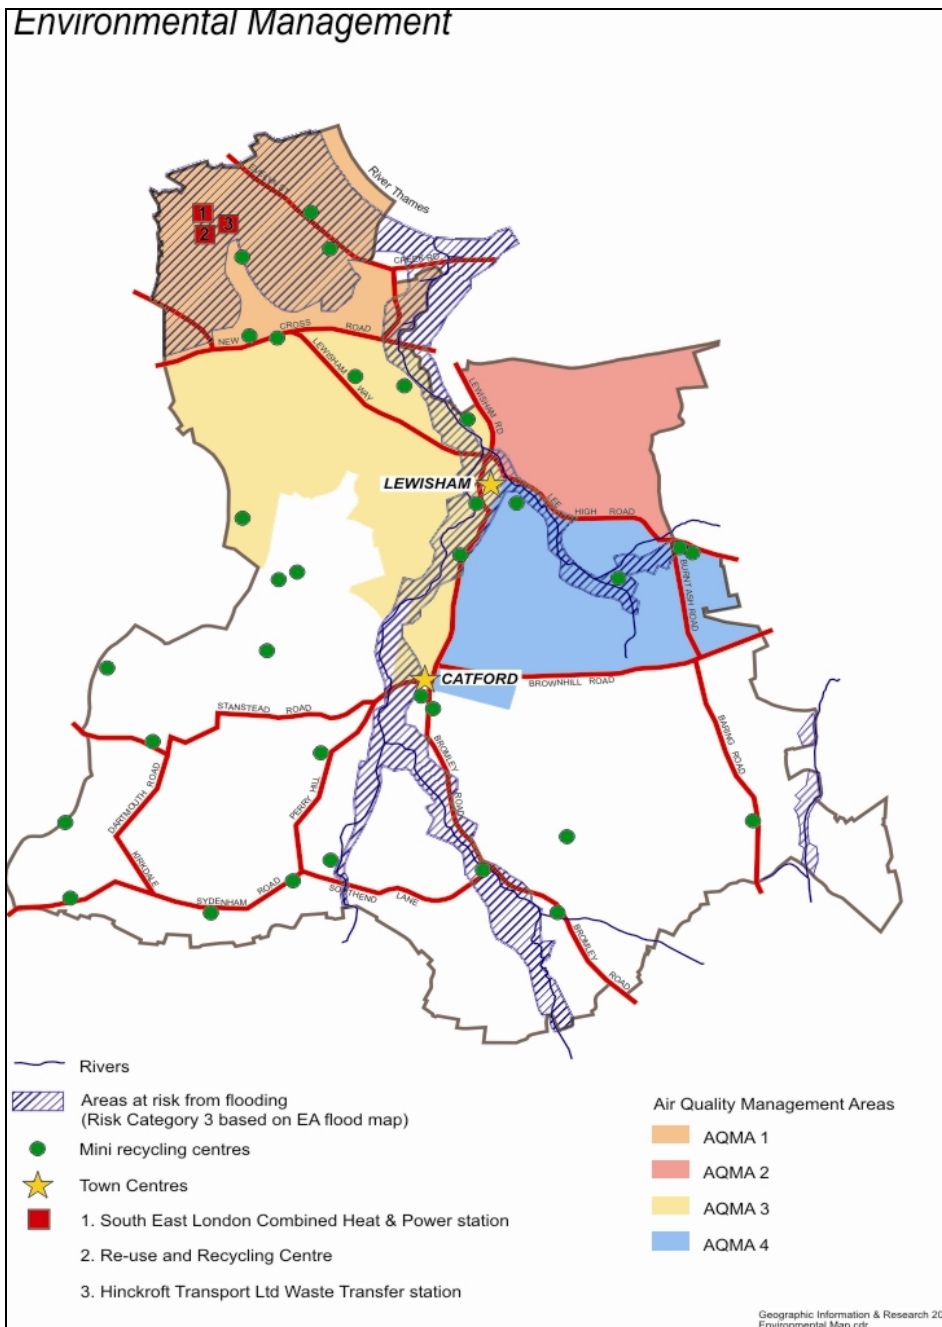 Environmental Management
River Thames
1
3
2
CREEK RD
NEW CROSS ROAD
LEWISHAM WAY
LEWISHAM RD
LEWISHAM
LEE HIGH ROAD
BURNT ASH ROAD
CATFORD
BROWNHILL ROAD
STANSTEAD ROAD
BROMLEY ROAD
BARING ROAD
DARTMOUTH ROAD
PERRY HILL
KIRKDALE
SYDENHAM ROAD
SOUTHEND LANE
BROMLEY ROAD
Rivers
Areas at risk from flooding
(Risk Category 3 based on EA flood map)
Mini recycling centres
Town Centres
1. South East London Combined Heat & Power station
2. Re-use and Recycling Centre
3. Hinckroft Transport Ltd Waste Transfer station
Air Quality Management Areas
AQMA 1
AQMA 2
AQMA 3
AQMA 4
Geographic Information & Research 20
Environmental Map.cdr